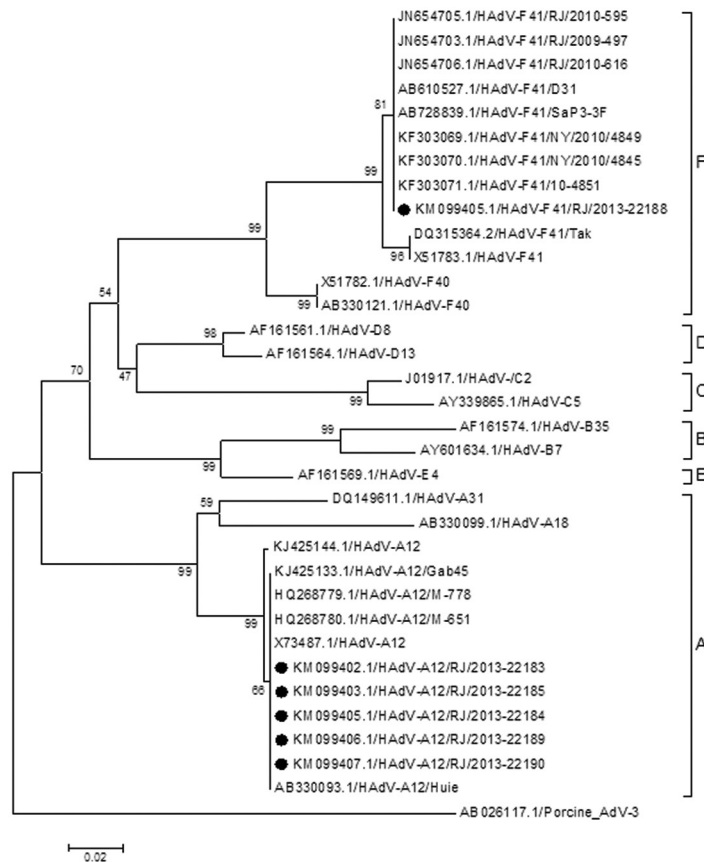 JN654705.1/HAdV-F41/RJ/2010-595
JN654703.1/HAdV-F41/RJ/2009-497
JN654706.1/HAdV-F41/RJ/2010-616
AB610527.1/HAdV-F41/D31
81
AB728839.1/HAdV-F41/SaP3-3F
KF303069.1/HAdV-F41/NY/2010/4849
F
99
KF303070.1/HAdV-F41/NY/2010/4845
KF303071.1/HAdV-F41/10-4851
KM099405.1/HAdV-F41/RJ/2013-22188
99
DQ315364.2/HAdV-F41/Tak
96
X51783.1/HAdV-F41
X51782.1/HAdV-F40
54
99
AB330121.1/HAdV-F40
98
AF161561.1/HAdV-D8
D
AF161564.1/HAdV-D13
70
47
J01917.1/HAdV-/C2
C
99
AY339865.1/HAdV-C5
99
AF161574.1/HAdV-B35
B
AY601634.1/HAdV-B7
99
AF161569.1/HAdV-E4
E
59
DQ149611.1/HAdV-A31
AB330099.1/HAdV-A18
99
KJ425144.1/HAdV-A12
KJ425133.1/HAdV-A12/Gab45
HQ268779.1/HAdV-A12/M-778
99
HQ268780.1/HAdV-A12/M-651
X73487.1/HAdV-A12
A
KM099402.1/HAdV-A12/RJ/2013-22183
66
KM099403.1/HAdV-A12/RJ/2013-22185
KM099405.1/HAdV-A12/RJ/2013-22184
KM099406.1/HAdV-A12/RJ/2013-22189
KM099407.1/HAdV-A12/RJ/2013-22190
AB330093.1/HAdV-A12/Huie
AB026117.1/Porcine_AdV-3
0.02